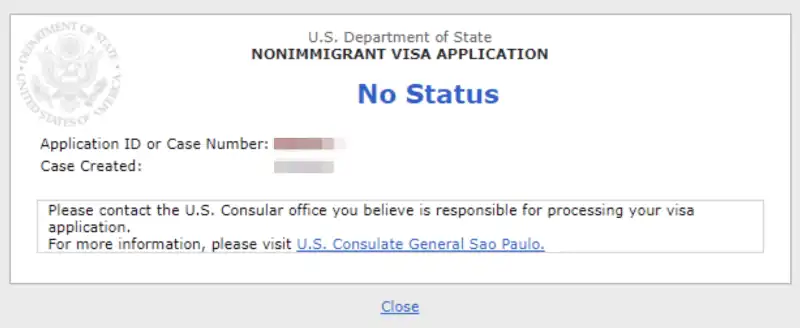 U.S. Department of State
NONIMMIGRANT VISA APPLICATION
No Status
DEPARTMENT OF STATE
UNITED STATES OF AMERICA
Application ID or Case Number:
Case Created:
Please contact the U.S. Consular office you believe is responsible for processing your visa
application.
For more information, please visit U.S. Consulate General Sao Paulo.
Close